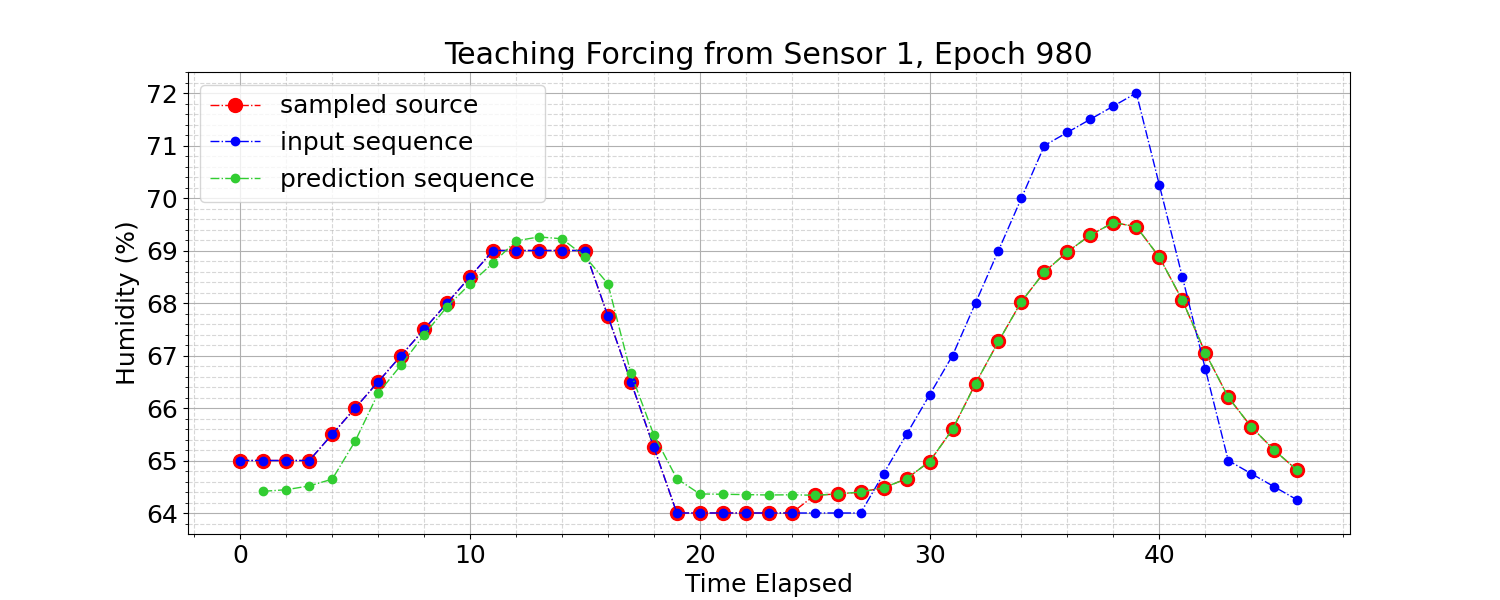 Teaching Forcing from Sensor 1, Epoch 980
sampled source
input sequence
prediction sequence
Humidity (%)
72
71
70
69
68
67
66
65
64
0 10 20 30 40
Time Elapsed